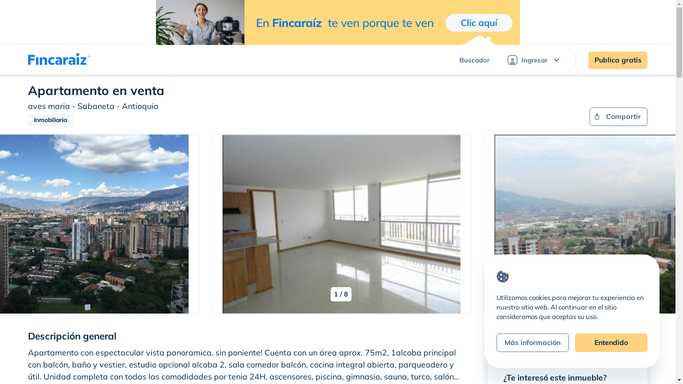 En Fincaraíz te ven porque te ven
Clic aquí
Fincaraíz
Buscador
Ingresar
Publica gratis
Apartamento en venta
aves maria - Sabaneta - Antioquia
Inmobiliaria
Compartir
1 / 8
Utilizamos cookies para mejorar tu experiencia en
nuestro sitio web. Al continuar en el sitio
consideramos que aceptas su uso.
Más información
Entendido
Descripción general
Apartamento con espectacular vista panoramica, sin poniente! Cuenta con un área aprox. 75m2, 1alcoba principal
con balcón, baño y vestier, estudio opcional alcoba 2, sala comedor balcón, cocina integral abierta, parqueadero y
útil. Unidad completa con todas las comodidades por tenia 24H, ascensores, piscina, gimnasio, sauna, turco, salón...
¿Te interesó este inmueble?